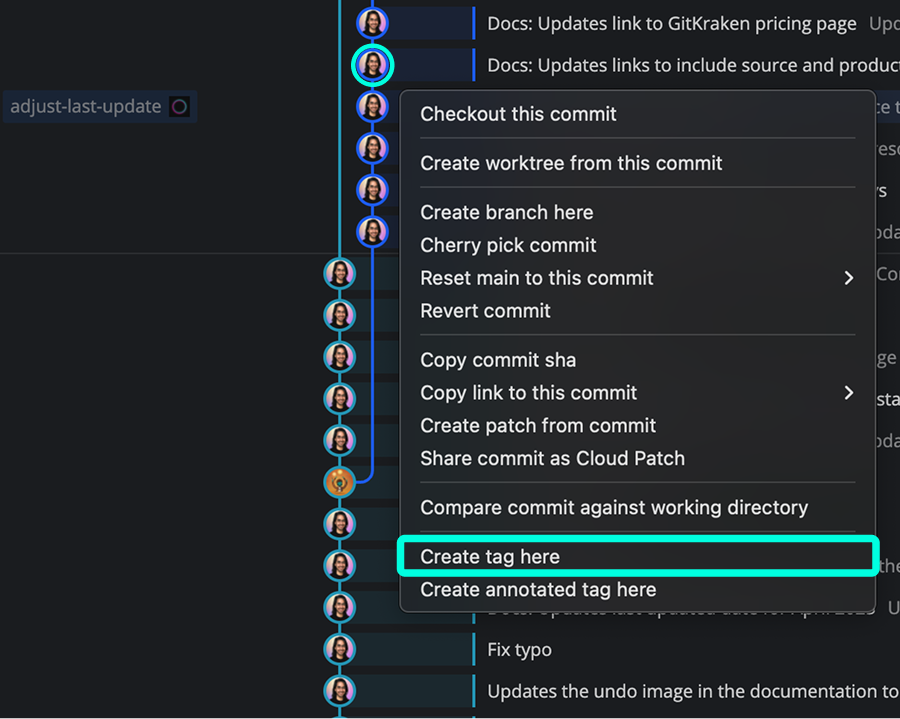 Docs: Updates link to GitKraken pricing page
Docs: Updates links to include source and
adjust-last-update
Checkout this commit
Create worktree from this commit
Create branch here
Cherry pick commit
Reset main to this commit
Revert commit
Copy commit sha
Copy link to this commit
Create patch from commit
Share commit as Cloud Patch
Compare commit against working directory
Create tag here
Create annotated tag here
Fix typo
Updates the undo image in the documentation to